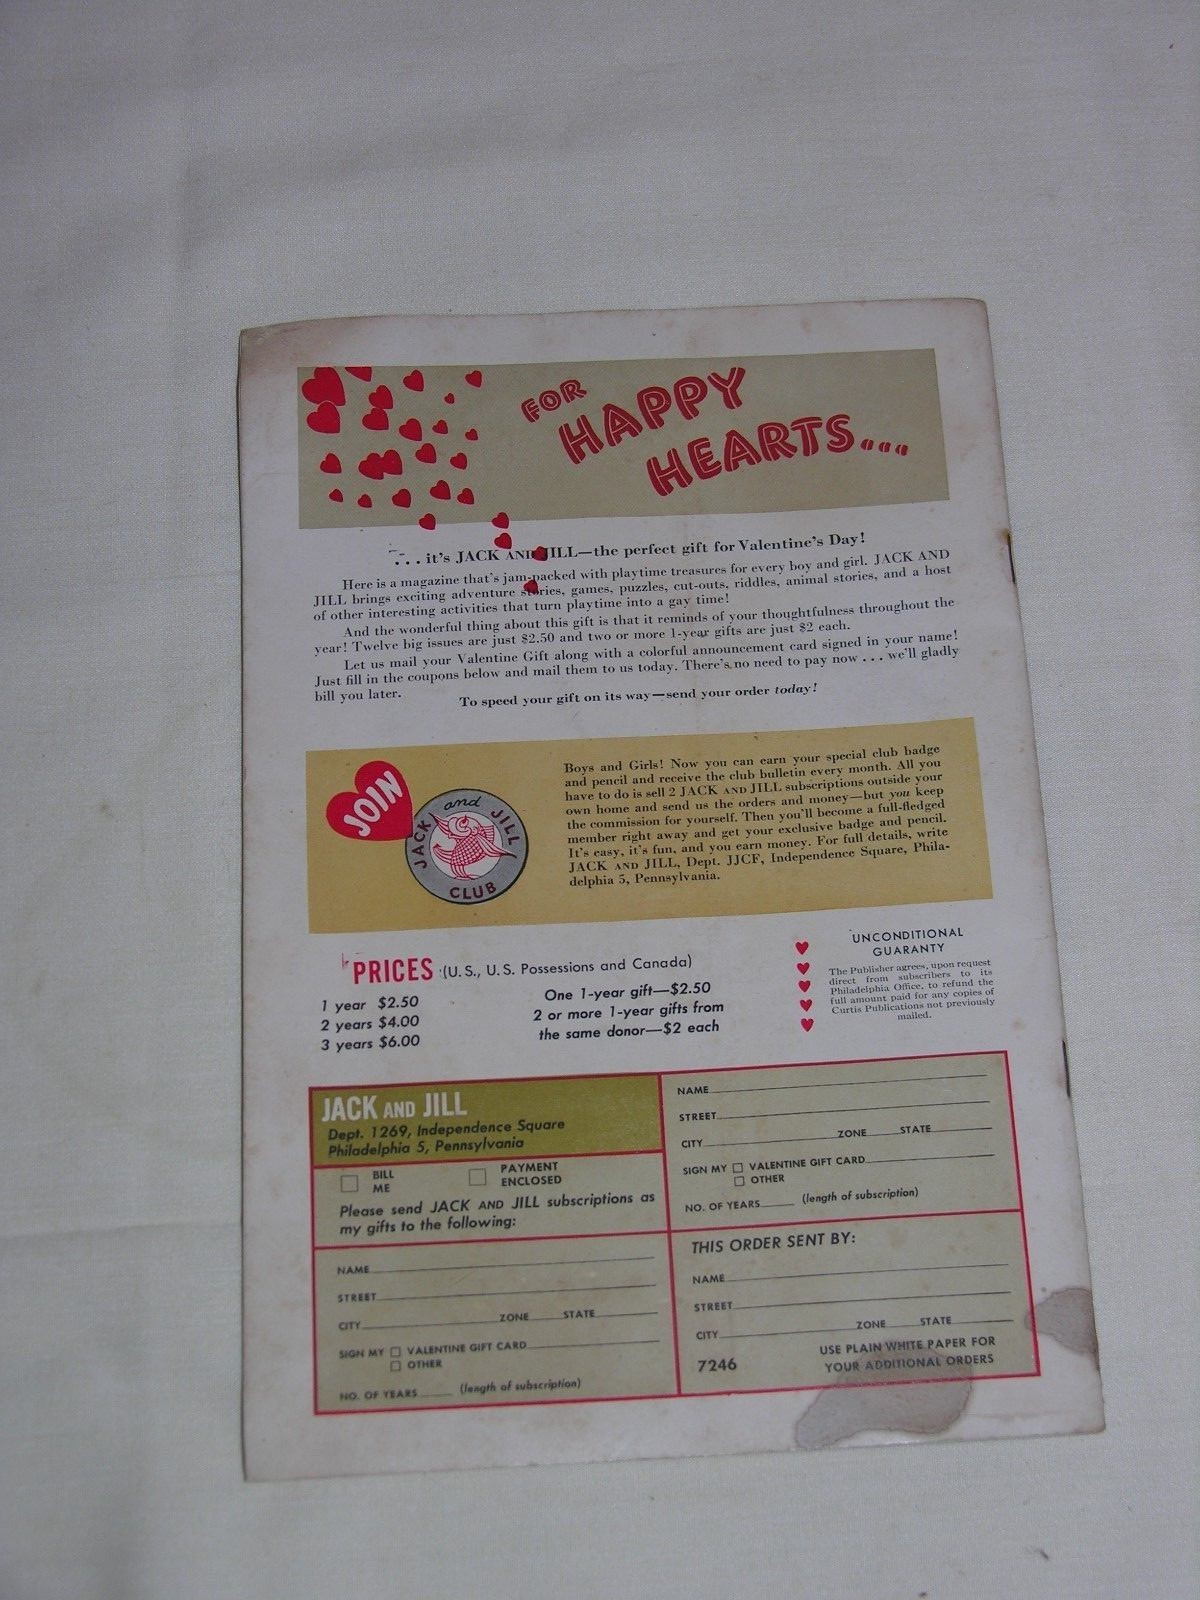 FOR
HAPPY
HEARTS...
... it's JACK AND JILL—the perfect gift for Valentine's Day!
Here is a magazine that's jam-packed with playtime treasures for every boy and girl. JACK AND
JILL brings exciting adventure stories, games, puzzles, cut-outs, riddles, animal stories, and a host
of other interesting activities that turn playtime into a gay time!
And the wonderful thing about this gift is that it reminds of your thoughtfulness throughout the
year! Twelve big issues are just $2.50 and two or more 1-year gifts are just $2 each.
Let us mail your Valentine Gift along with a colorful announcement card signed in your name!
Just fill in the coupons below and mail them to us today. There's no need to pay now ... we'll gladly
bill you later.
To speed your gift on its way—send your order today!
JOIN
JACK and JILL
CLUB
Boys and Girls! Now you can earn your special club badge
and pencil and receive the club bulletin every month. All you
have to do is sell 2 JACK AND JILL subscriptions outside your
own home and send us the orders and money—but you keep
the commission for yourself. Then you'll become a full-fledged
member right away and get your exclusive badge and pencil.
It's easy, it's fun, and you earn money. For full details, write
JACK AND JILL, Dept. JJCF, Independence Square, Phila-
delphia 5, Pennsylvania.
PRICES (U.S., U.S. Possessions and Canada)
1 year $2.50
2 years $4.00
3 years $6.00
One 1-year gift—$2.50
2 or more 1-year gifts from
the same donor—$2 each
UNCONDITIONAL
GUARANTY
The Publisher agrees, upon request
direct from subscribers to its
Philadelphia Office, to refund the
full amount paid for any copies of
Curtis Publications not previously
mailed.
JACK AND JILL
Dept. 1269, Independence Square
Philadelphia 5, Pennsylvania
BILL
ME
PAYMENT
ENCLOSED
Please send JACK AND JILL subscriptions as
my gifts to the following:
NAME
STREET
CITY ZONE STATE
SIGN MY VALENTINE GIFT CARD
OTHER
NO. OF YEARS (length of subscription)
NAME
STREET
CITY ZONE STATE
SIGN MY VALENTINE GIFT CARD
OTHER
NO. OF YEARS (length of subscription)
THIS ORDER SENT BY:
NAME
STREET
CITY ZONE STATE
7246
USE PLAIN WHITE PAPER FOR
YOUR ADDITIONAL ORDERS